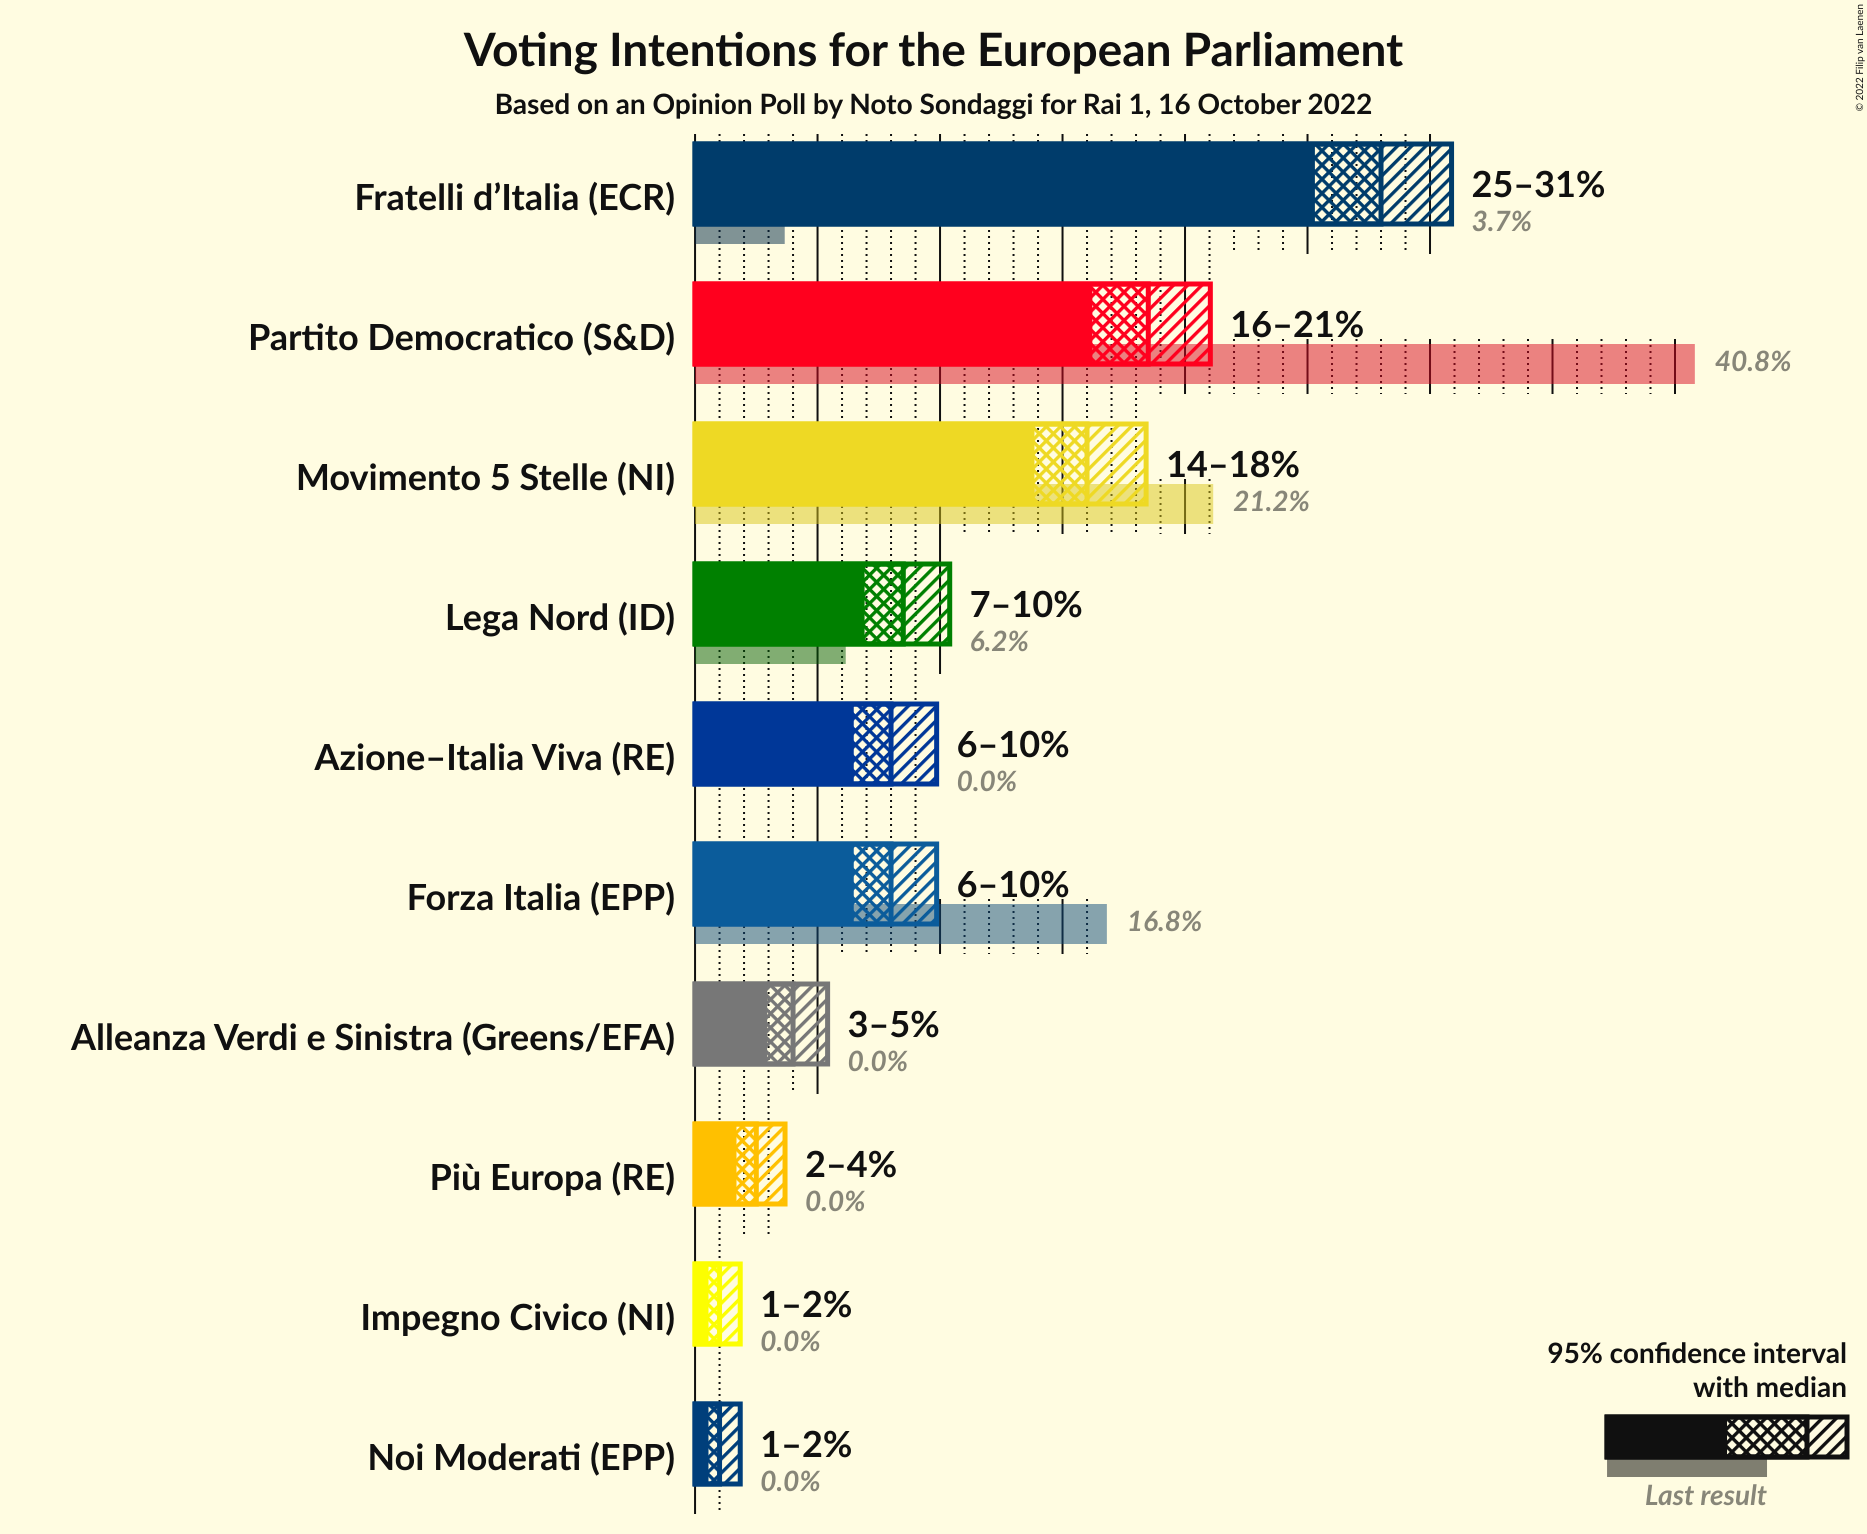 Voting Intentions for the European Parliament
Based on an Opinion Poll by Noto Sondaggi for Rai 1, 16 October 2022
© 2022 Filip van Laenen
Fratelli d’Italia (ECR)
25–31%
3.7%
Partito Democratico (S&D)
16–21%
40.8%
Movimento 5 Stelle (NI)
14–18%
21.2%
Lega Nord (ID)
7–10%
6.2%
Azione–Italia Viva (RE)
6–10%
0.0%
Forza Italia (EPP)
6–10%
16.8%
Alleanza Verdi e Sinistra (Greens/EFA)
3–5%
0.0%
Più Europa (RE)
2–4%
0.0%
Impegno Civico (NI)
1–2%
0.0%
Noi Moderati (EPP)
1–2%
0.0%
95% confidence interval
with median
Last result